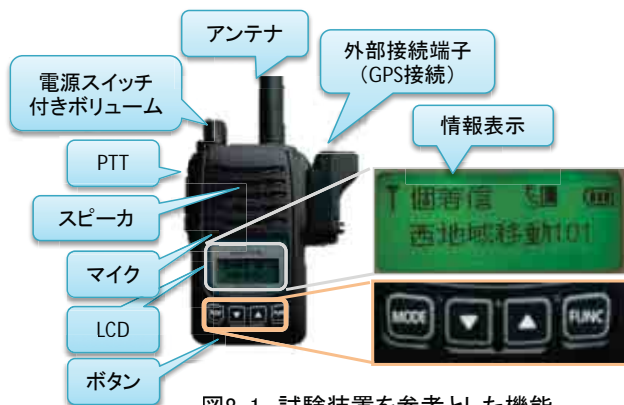 アンテナ
外部接続端子
（GPS接続）
電源スイッチ
付きボリューム
情報表示
PTT
スピーカ
個着信
西地域移動101
マイク
LCD
MODE
FUNC
ボタン
図8-1 試験装置を参考とした機能